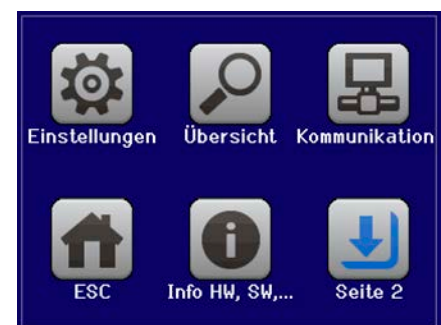 Einstellungen
Übersicht
Kommunikation
ESC
Info HW, SW,...
Seite 2